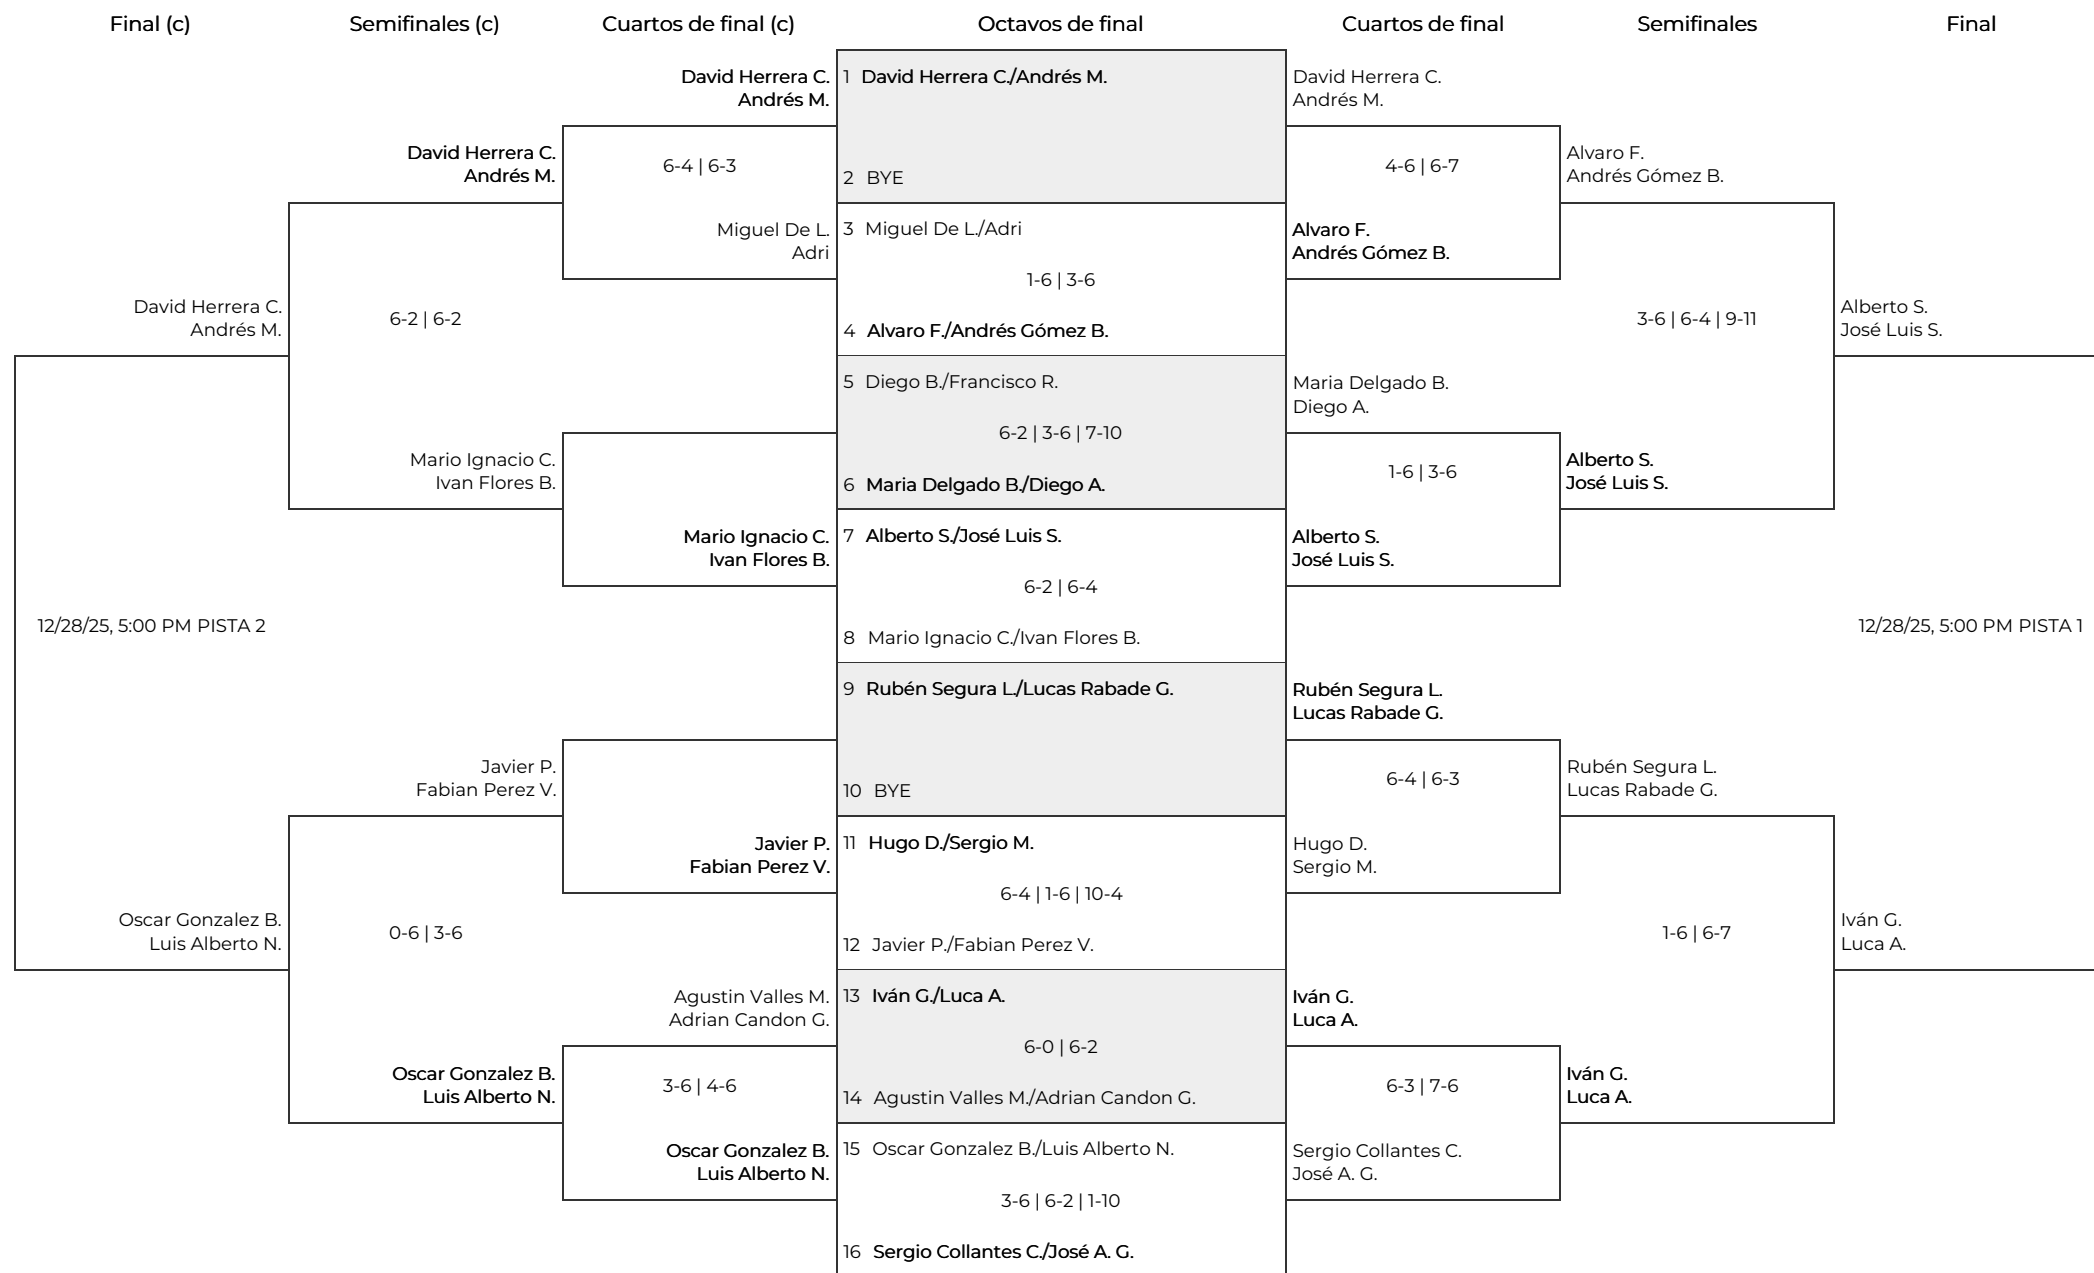 Final (c)
Semifinales (c)
Cuartos de final (c)
Octavos de final
Cuartos de final
Semifinales
Final
David Herrera C.
Andrés M.
Oscar Gonzalez B.
Luis Alberto N.
12/28/25, 5:00 PM PISTA 2
David Herrera C.
Andrés M.
6-2 | 6-2
Mario Ignacio C.
Ivan Flores B.
Javier P.
Fabian Perez V.
0-6 | 3-6
Oscar Gonzalez B.
Luis Alberto N.
David Herrera C.
Andrés M.
6-4 | 6-3
Miguel De L.
Adri
Mario Ignacio C.
Ivan Flores B.
Javier P.
Fabian Perez V.
Agustin Valles M.
Adrian Candon G.
3-6 | 4-6
Oscar Gonzalez B.
Luis Alberto N.
1 David Herrera C./Andrés M.
2 BYE
3 Miguel De L./Adri
1-6 | 3-6
4 Alvaro F./Andrés Gómez B.
5 Diego B./Francisco R.
6-2 | 3-6 | 7-10
6 Maria Delgado B./Diego A.
7 Alberto S./José Luis S.
6-2 | 6-4
8 Mario Ignacio C./Ivan Flores B.
9 Rubén Segura L./Lucas Rabade G.
10 BYE
11 Hugo D./Sergio M.
6-4 | 1-6 | 10-4
12 Javier P./Fabian Perez V.
13 Iván G./Luca A.
6-0 | 6-2
14 Agustin Valles M./Adrian Candon G.
15 Oscar Gonzalez B./Luis Alberto N.
3-6 | 6-2 | 1-10
16 Sergio Collantes C./José A. G.
David Herrera C.
Andrés M.
4-6 | 6-7
Alvaro F.
Andrés Gómez B.
Maria Delgado B.
Diego A.
1-6 | 3-6
Alberto S.
José Luis S.
Rubén Segura L.
Lucas Rabade G.
6-4 | 6-3
Hugo D.
Sergio M.
Iván G.
Luca A.
6-3 | 7-6
Sergio Collantes C.
José A. G.
Alvaro F.
Andrés Gómez B.
3-6 | 6-4 | 9-11
Alberto S.
José Luis S.
Rubén Segura L.
Lucas Rabade G.
1-6 | 6-7
Iván G.
Luca A.
Alberto S.
José Luis S.
12/28/25, 5:00 PM PISTA 1
Iván G.
Luca A.